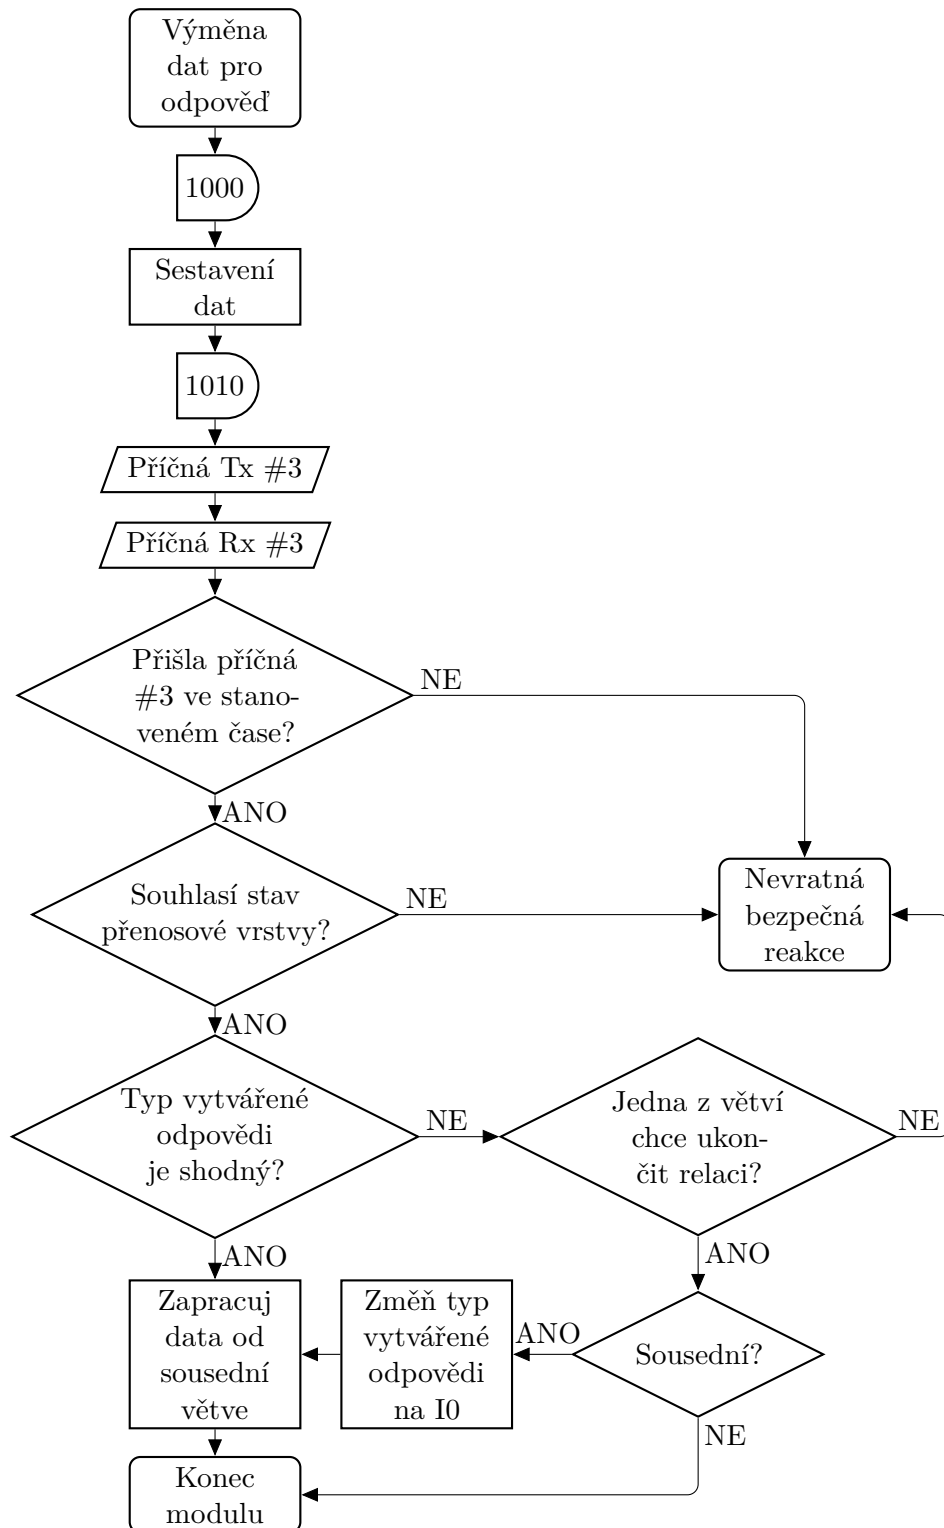 Výměna
dat pro
odpověď
1000
Sestavení
dat
1010
Příčná Tx #3
Příčná Rx #3
Přišla příčná
#3 ve stano-
veném čase?
NE
ANO
Souhlasí stav
přenosové vrstvy?
NE
Nevratná
bezpečná
reakce
ANO
Typ vytvářené
odpovědi
je shodný?
NE
Jedna z větví
chce ukon-
čit relaci?
NE
ANO
ANO
Zapracuj
data od
sousední
větve
Změň typ
vytvářené
odpovědi
na I0
ANO
Sousední?
NE
Konec
modulu